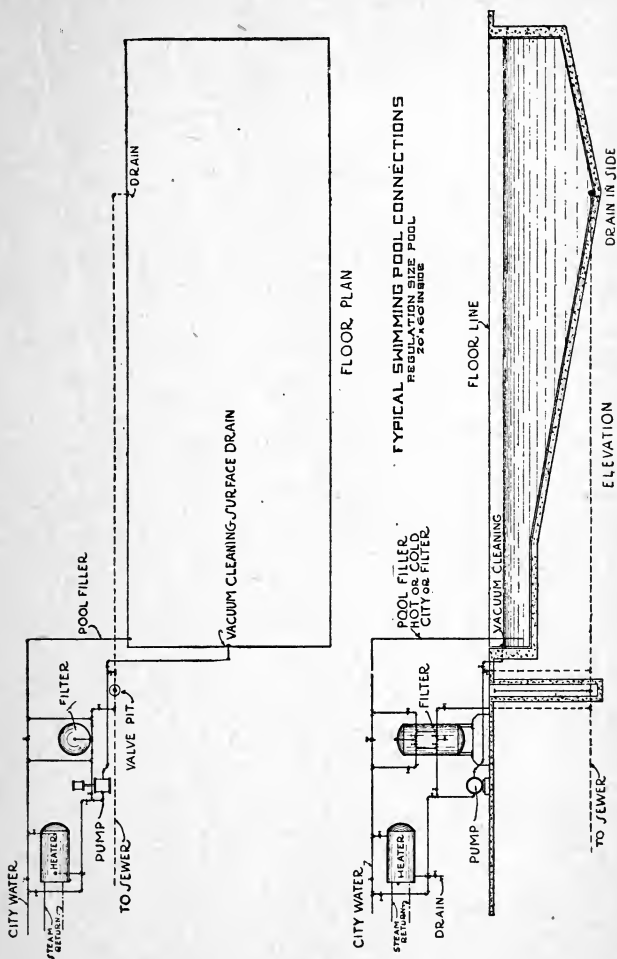 CITY WATER
STEAM
RETURN
HEATER
PUMP
TO SEWER
FILTER
VALVE PIT
POOL FILLER
VACUUM CLEANING-SURFACE DRAIN
DRAIN
FLOOR PLAN
TYPICAL SWIMMING POOL CONNECTIONS
REGULATION SIZE POOL
20'X60' INSIDE
CITY WATER
STEAM
RETURN
HEATER
DRAIN
PUMP
TO SEWER
FILTER
POOL FILLER
HOT OR COLD
CITY OR FILTER
VACUUM CLEANING
FLOOR LINE
ELEVATION
DRAIN IN SIDE